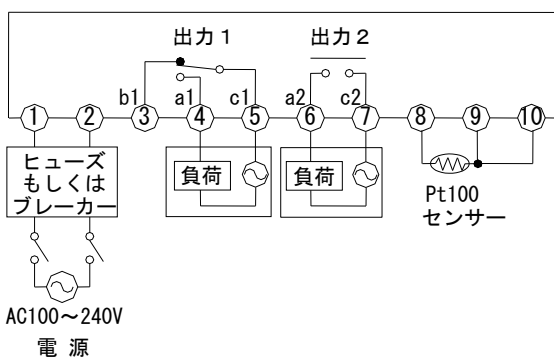 出力1 出力2
b1 a1 c1 a2 c2
1 2 3 4 5 6 7 8 9 10
ヒューズ
もしくは
ブレーカー
負荷 負荷
Pt100
センサー
AC100～240V
電 源